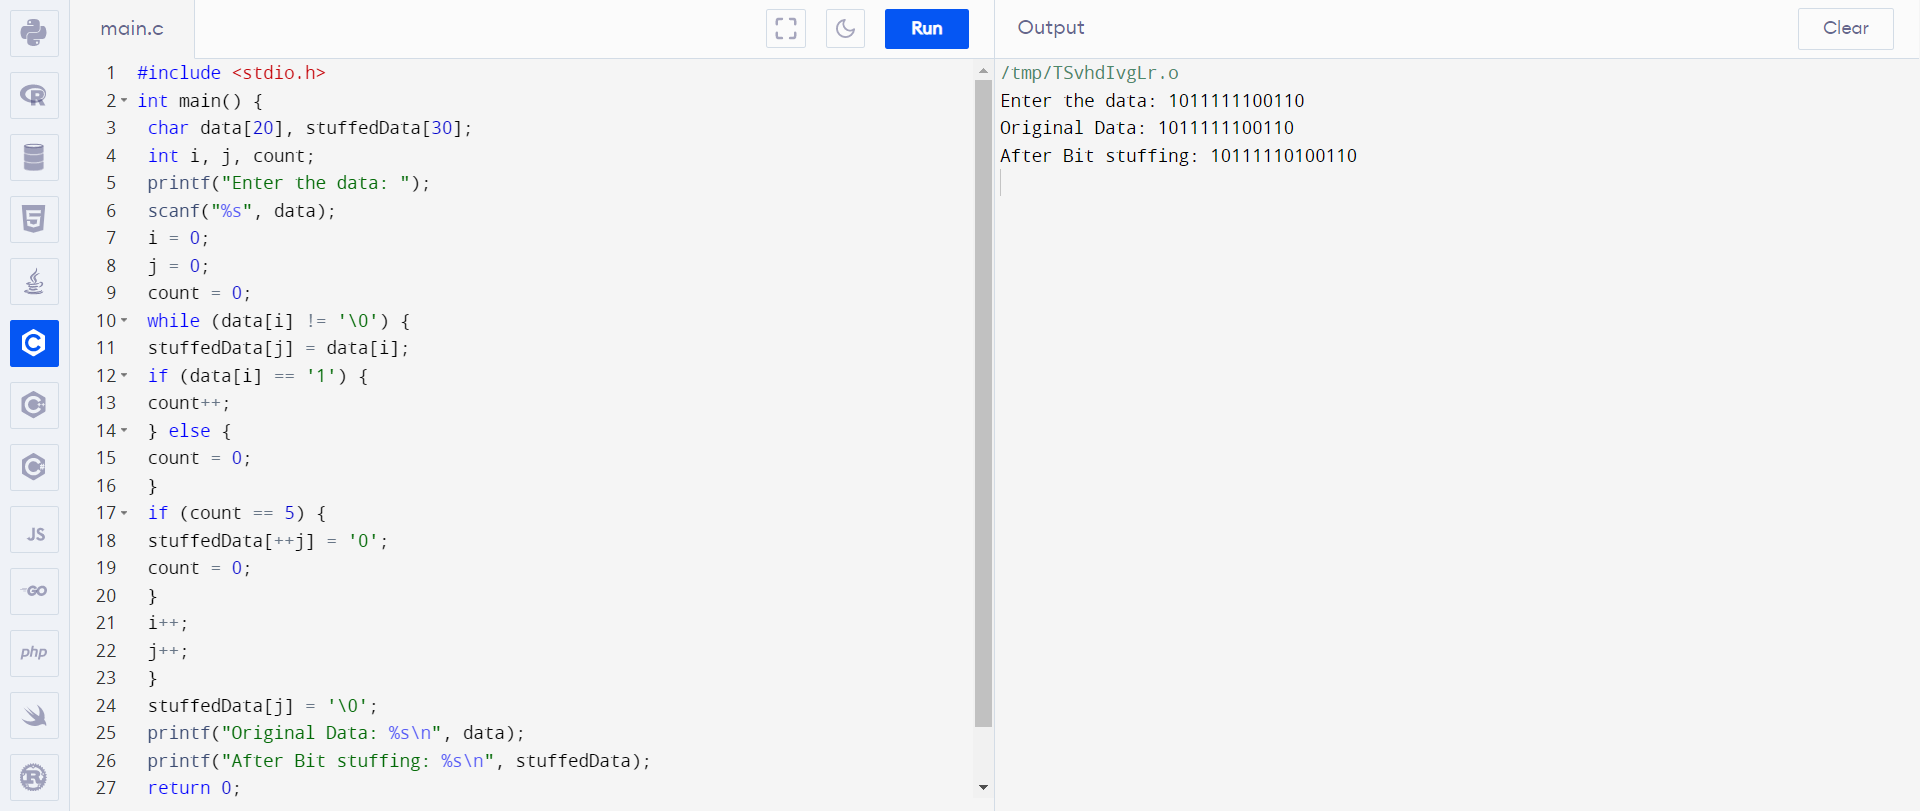 main.c
Run
Output
Clear
1 #include <stdio.h>
2 int main() {
3 char data[20], stuffedData[30];
4 int i, j, count;
5 printf("Enter the data: ");
6 scanf("%s", data);
7 i = 0;
8 j = 0;
9 count = 0;
10 while (data[i] != '\0') {
11 stuffedData[j] = data[i];
12 if (data[i] == '1') {
13 count++;
14 } else {
15 count = 0;
16 }
17 if (count == 5) {
18 stuffedData[++j] = '0';
19 count = 0;
20 }
21 i++;
22 j++;
23 }
24 stuffedData[j] = '\0';
25 printf("Original Data: %s\n", data);
26 printf("After Bit stuffing: %s\n", stuffedData);
27 return 0;
/tmp/TSvhdIvgLr.o
Enter the data: 1011111100110
Original Data: 1011111100110
After Bit stuffing: 10111110100110
R
5
C
C
C
JS
GO
php
R